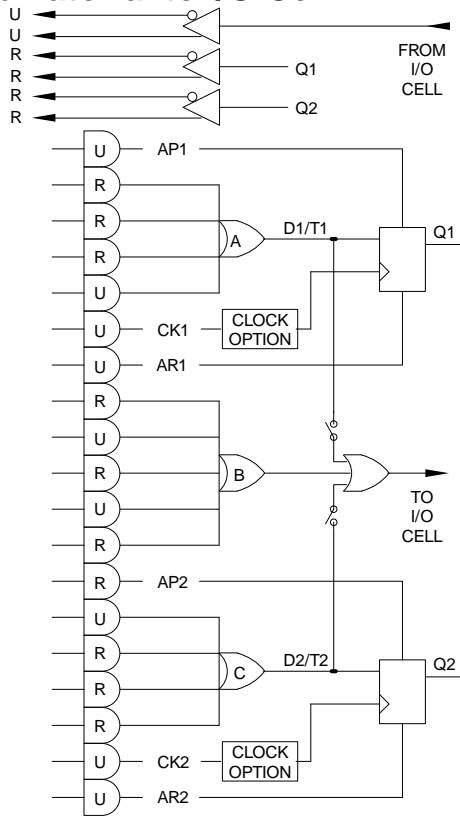 U
U
FROM
I/O
CELL
R
R
Q1
R
R
Q2
U AP1
R
R
D1/T1 Q1
A
R
U
U CK1 CLOCK
OPTION
U AR1
R
U
R
B
U
TO
I/O
CELL
R
R AP2
U
R D2/T2 Q2
C
R
R
U CK2 CLOCK
OPTION
U AR2